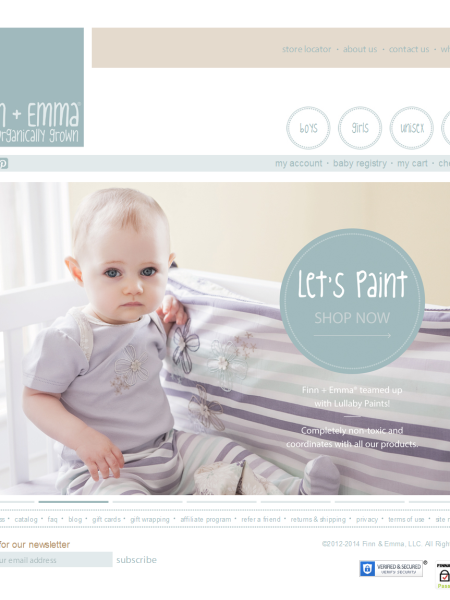 store locator · about us · contact us ·
n + Emma®
organically grown
boys girls unisex
my account · baby registry · my cart ·
Let's Paint
SHOP NOW
Finn + Emma® teamed up
with Lullaby Paints!
Completely non-toxic and
coordinates with all our products.
· catalog · faq · blog · gift cards · gift wrapping · affiliate program · refer a friend · returns & shipping · privacy · terms of use ·
for our newsletter
email address
subscribe
©2012-2014 Finn & Emma, LLC. All Righ
VERIFIED & SECURED
VERIFY SECURITY